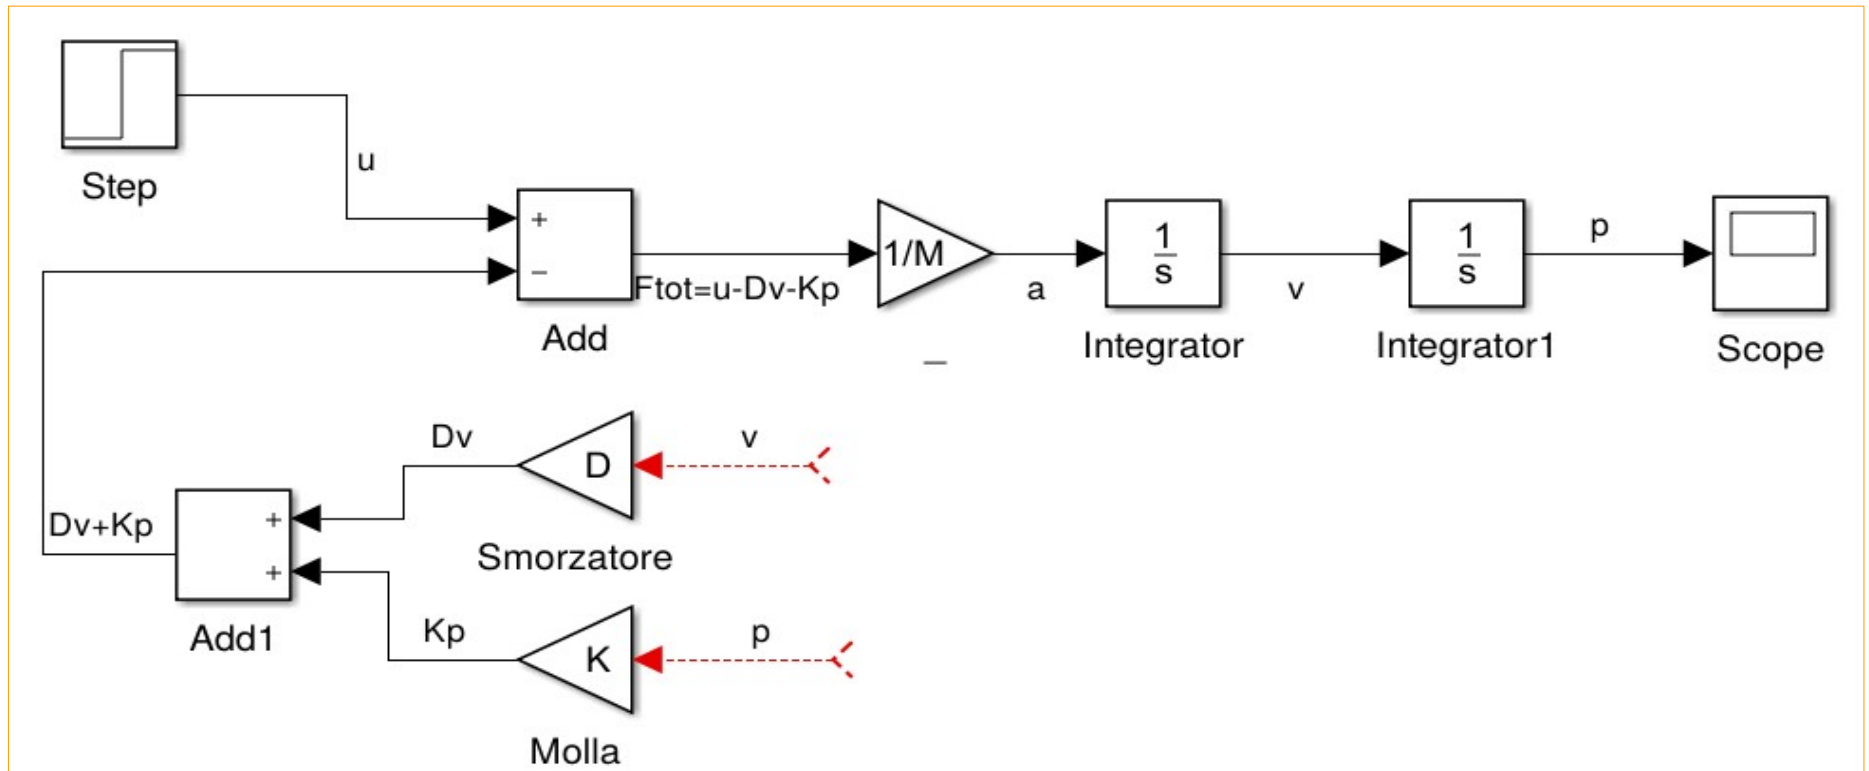 Step
u
+
−
Ftot=u-Dv-Kp
Add
1/M
_
a
1
s
Integrator
v
1
s
Integrator1
p
Scope
Dv+Kp
+
+
Add1
Dv
D
v
Smorzatore
Kp
K
p
Molla